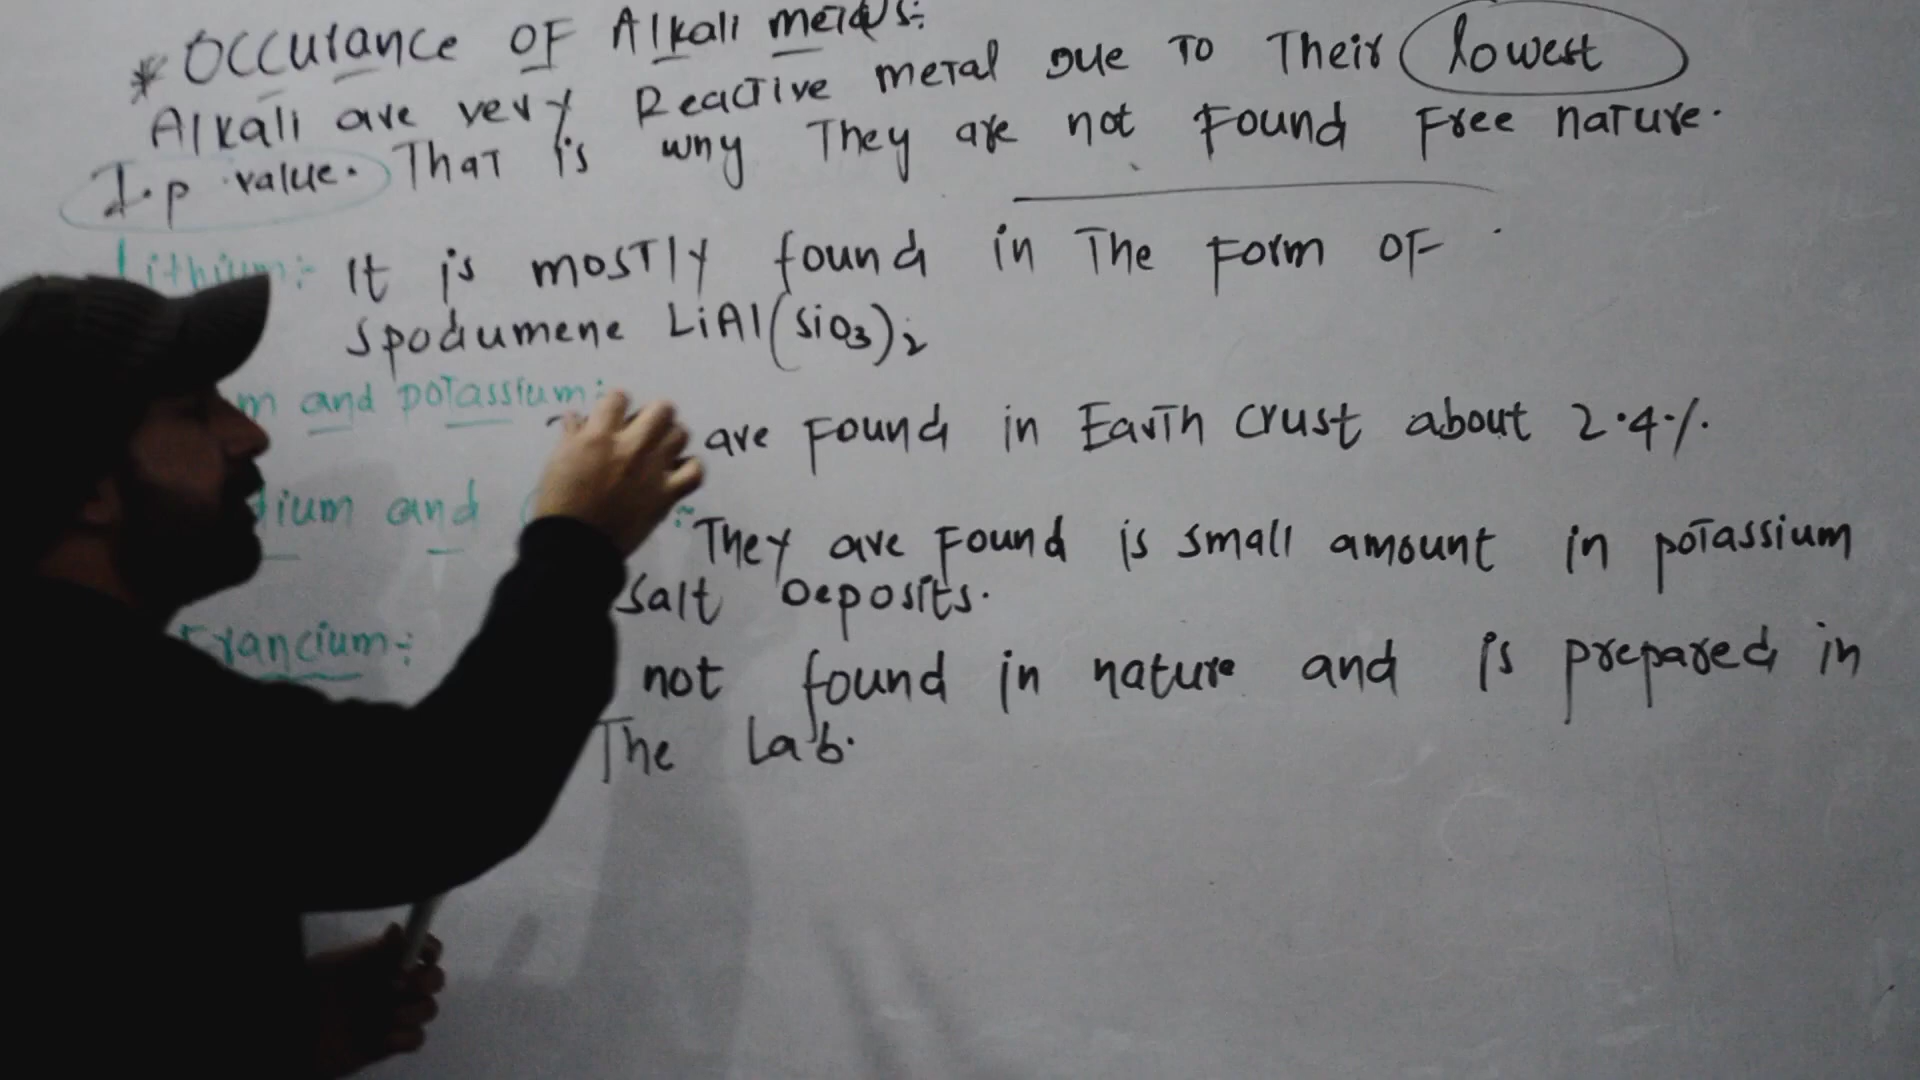 * Occurance OF Alkali metals:-
Alkali are very Reactive metal Due To Their lowest
I.p value. That is why They are not Found Free nature.
Lithium:- It is mostly found in The Form OF
Spodumene LiAl(SiO3)2
and potassium:-
are Found in Earth crust about 2.4%.
and They are Found is small amount in potassium
Salt Deposits.
Francium:- not found in nature and is prepared in
The Lab.